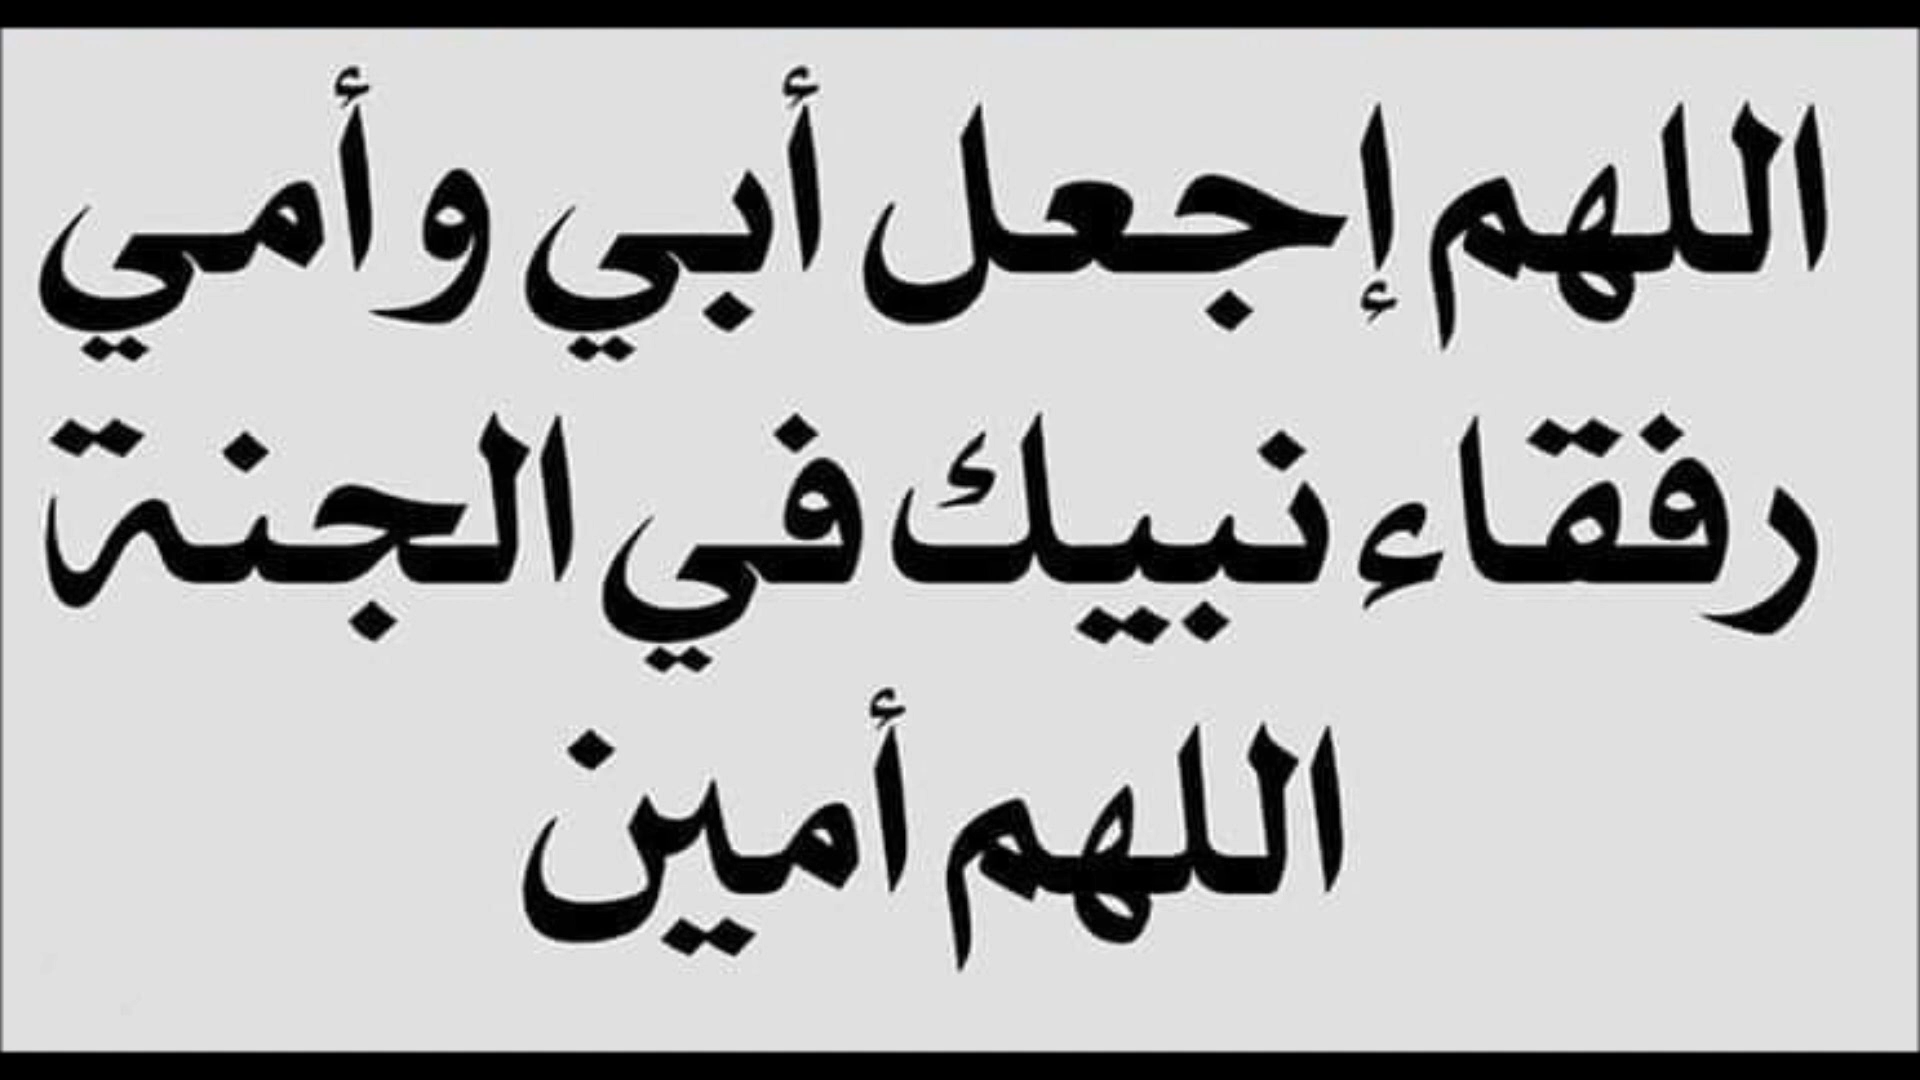 اللهم إجعل أبي وأمي
رفقاء نبيك في الجنة
اللهم أمين